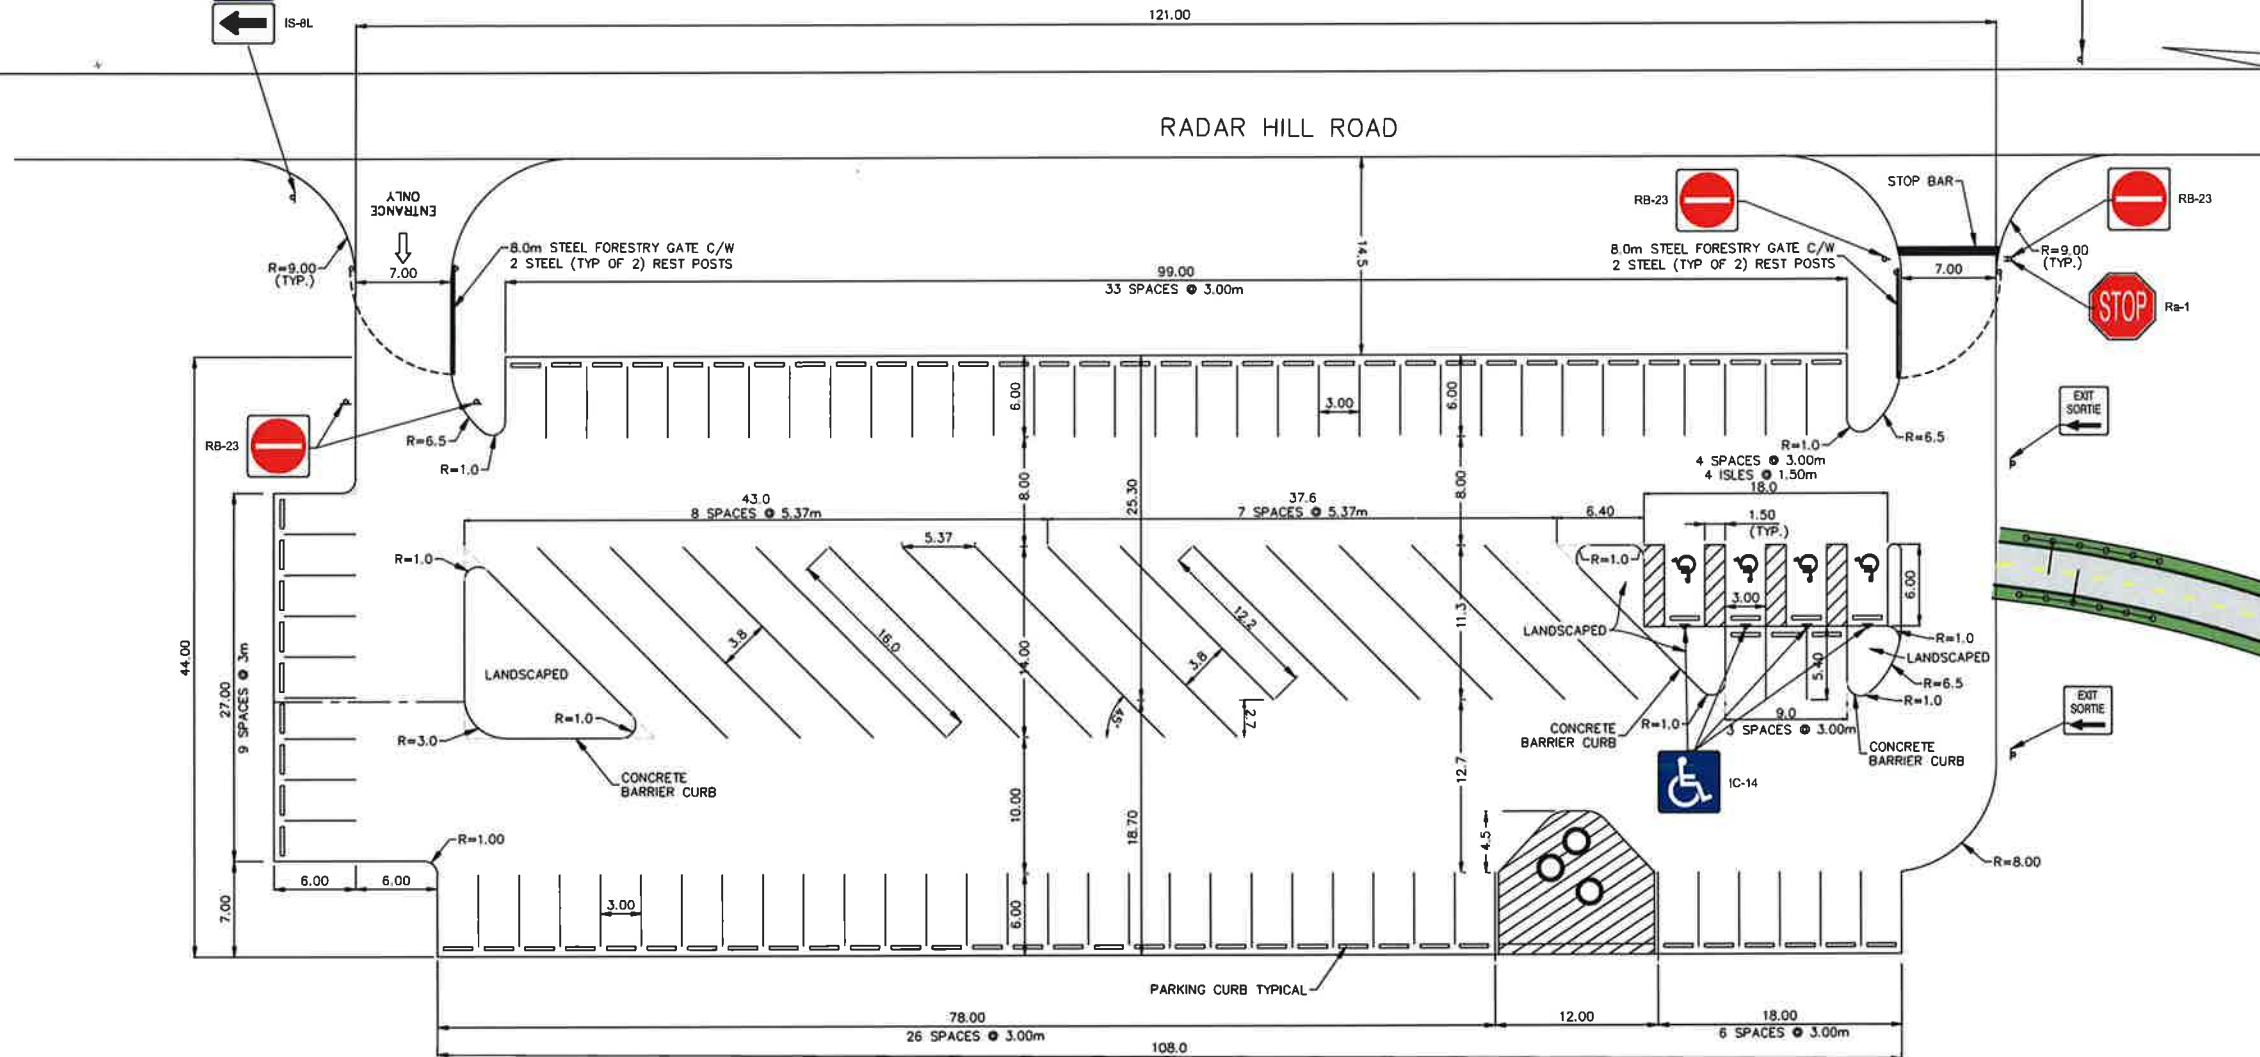 121.00
IS-8L
RADAR HILL ROAD
ENTRANCE
ONLY
R=9.00
(TYP.)
7.00
8.0m STEEL FORESTRY GATE C/W
2 STEEL (TYP OF 2) REST POSTS
99.00
33 SPACES @ 3.00m
14.5
RB-23
STOP BAR
RB-23
8.0m STEEL FORESTRY GATE C/W
2 STEEL (TYP OF 2) REST POSTS
7.00
R=9.00
(TYP.)
STOP
Ra-1
RB-23
R=6.5
R=1.0
6.00
3.00
6.00
R=1.0
R=6.5
EXIT
SORTIE
4 SPACES @ 3.00m
4 ISLES @ 1.50m
18.0
43.0
8 SPACES @ 5.37m
8.00
25.30
37.6
7 SPACES @ 5.37m
8.00
6.40
1.50
(TYP.)
R=1.0
5.37
R=1.0
44.00
27.00
9 SPACES @ 3m
3.8
16.0
14.00
12.2
3.8
11.3
LANDSCAPED
3.00
6.00
R=1.0
LANDSCAPED
5.40
R=6.5
R=1.0
LANDSCAPED
R=1.0
R=3.0
45°
2.7
R=1.0
9.0
3 SPACES @ 3.00m
CONCRETE
BARRIER CURB
CONCRETE
BARRIER CURB
EXIT
SORTIE
CONCRETE
BARRIER CURB
IC-14
10.00
18.70
12.7
4.5
R=1.00
R=8.00
6.00
6.00
7.00
3.00
6.00
PARKING CURB TYPICAL
78.00
26 SPACES @ 3.00m
12.00
18.00
6 SPACES @ 3.00m
108.0